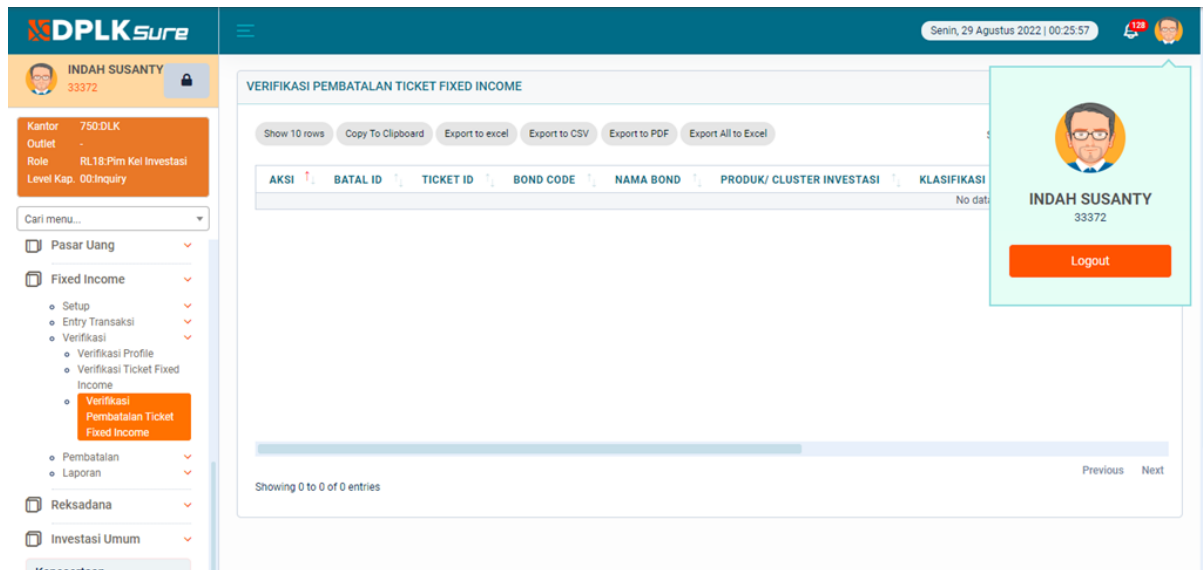 DPLKsure
Senin, 29 Agustus 2022 | 00:25:57
128
INDAH SUSANTY
33372
Kantor 750:DLK
Outlet -
Role RL18:Pim Kel Investasi
Level Kap. 00:Inquiry
Cari menu...
Pasar Uang
Fixed Income
Setup
Entry Transaksi
Verifikasi
Verifikasi Profile
Verifikasi Ticket Fixed
Income
Verifikasi
Pembatalan Ticket
Fixed Income
Pembatalan
Laporan
Reksadana
Investasi Umum
VERIFIKASI PEMBATALAN TICKET FIXED INCOME
Show 10 rows Copy To Clipboard Export to excel Export to CSV Export to PDF Export All to Excel
AKSI BATAL ID TICKET ID BOND CODE NAMA BOND PRODUK/ CLUSTER INVESTASI KLASIFIKASI
No data
Showing 0 to 0 of 0 entries
Previous Next
INDAH SUSANTY
33372
Logout